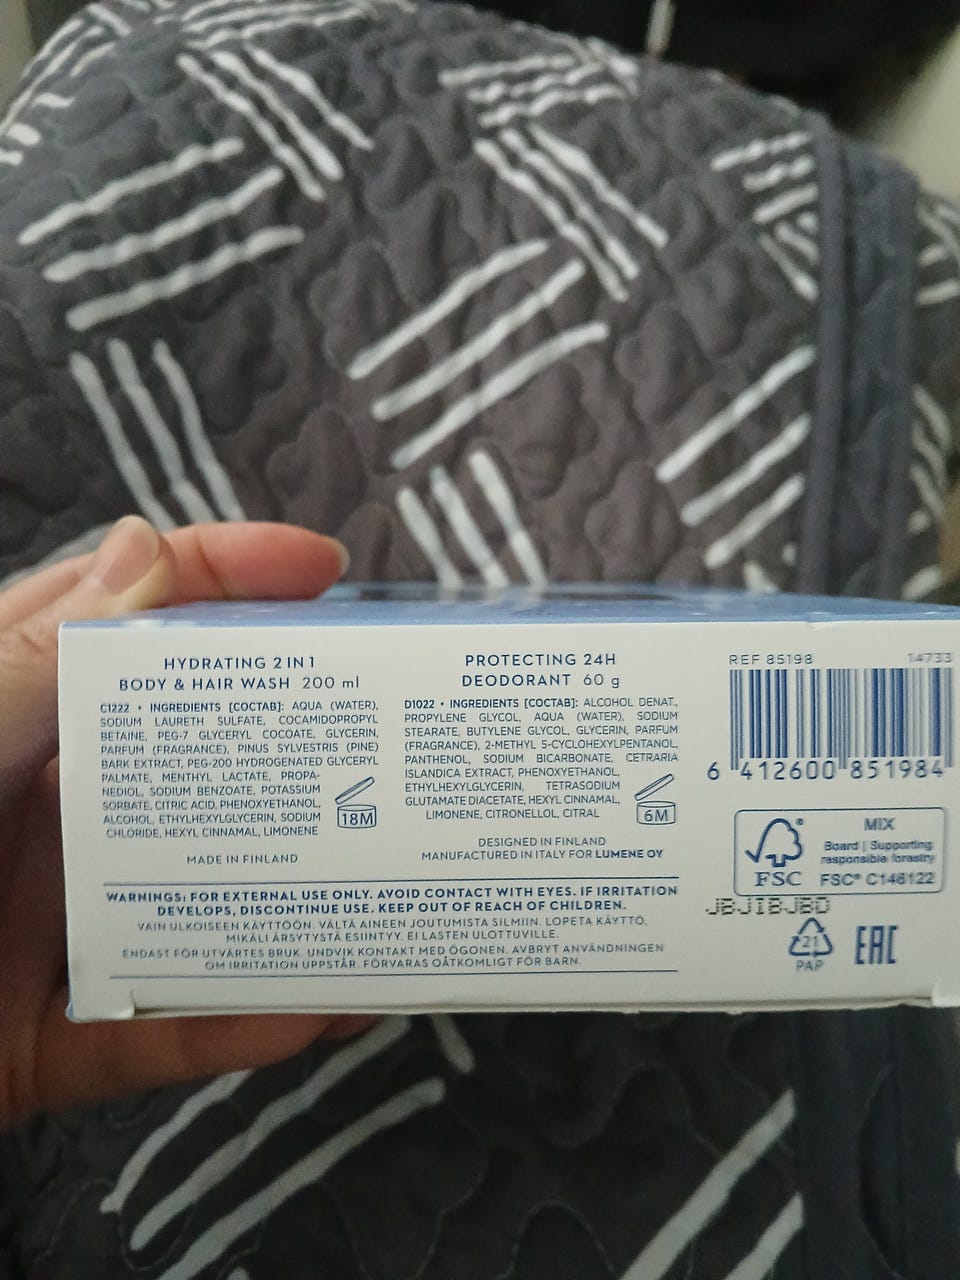 HYDRATING 2 IN 1
BODY & HAIR WASH 200 ml
C1222 • INGREDIENTS [СОСТАВ]: AQUA (WATER),
SODIUM LAURETH SULFATE, COCAMIDOPROPYL
BETAINE, PEG-7 GLYCERYL COCOATE, GLYCERIN,
PARFUM (FRAGRANCE), PINUS SYLVESTRIS (PINE)
BARK EXTRACT, PEG-200 HYDROGENATED GLYCERYL
PALMATE, MENTHYL LACTATE, PROPA-
NEDIOL, SODIUM BENZOATE, POTASSIUM
SORBATE, CITRIC ACID, PHENOXYETHANOL,
ALCOHOL, ETHYLHEXYLGLYCERIN, SODIUM
CHLORIDE, HEXYL CINNAMAL, LIMONENE
18M
MADE IN FINLAND
PROTECTING 24H
DEODORANT 60 g
D1022 • INGREDIENTS [СОСТАВ]: ALCOHOL DENAT.,
PROPYLENE GLYCOL, AQUA (WATER), SODIUM
STEARATE, BUTYLENE GLYCOL, GLYCERIN, PARFUM
(FRAGRANCE), 2-METHYL 5-CYCLOHEXYLPENTANOL,
PANTHENOL, SODIUM BICARBONATE, CETRARIA
ISLANDICA EXTRACT, PHENOXYETHANOL,
ETHYLHEXYLGLYCERIN, TETRASODIUM
GLUTAMATE DIACETATE, HEXYL CINNAMAL,
LIMONENE, CITRONELLOL, CITRAL
6M
DESIGNED IN FINLAND
MANUFACTURED IN ITALY FOR LUMENE OY
WARNINGS: FOR EXTERNAL USE ONLY. AVOID CONTACT WITH EYES. IF IRRITATION
DEVELOPS, DISCONTINUE USE. KEEP OUT OF REACH OF CHILDREN.
VAIN ULKOISEEN KÄYTTÖÖN. VÄLTÄ AINEEN JOUTUMISTA SILMIIN. LOPETA KÄYTTÖ,
MIKÄLI ÄRSYTYSTÄ ESIINTYY. EI LASTEN ULOTTUVILLE.
ENDAST FÖR UTVÄRTES BRUK. UNDVIK KONTAKT MED ÖGONEN. AVBRYT ANVÄNDNINGEN
OM IRRITATION UPPSTÅR. FÖRVARAS OÅTKOMLIGT FÖR BARN.
REF 85198 14733
6 412600 851984
FSC
MIX
Board | Supporting
responsible forestry
FSC® C146122
JBJIBJBD
21
PAP
EAC